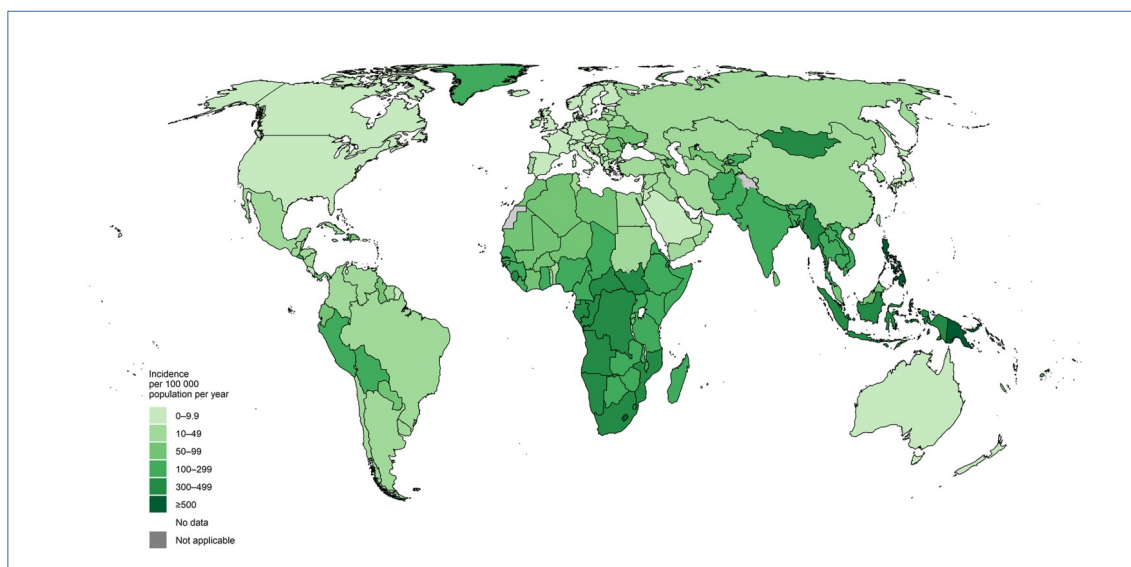 Incidence
per 100 000
population per year
0–9.9
10–49
50–99
100–299
300–499
≥500
No data
Not applicable